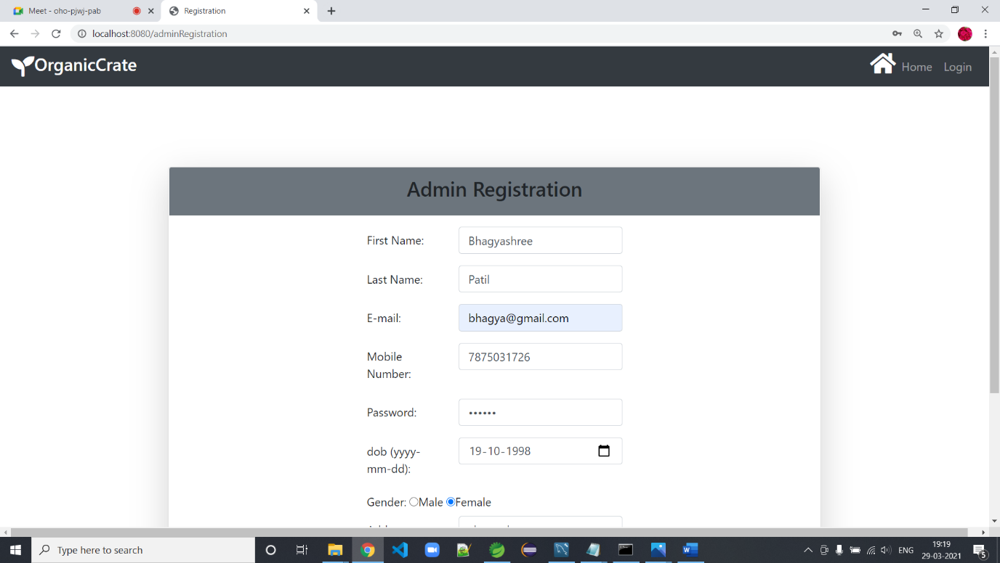 Meet - oho-pjwj-pab
Registration
localhost:8080/adminRegistration
OrganicCrate
Home
Login
Admin Registration
First Name:
Bhagyashree
Last Name:
Patil
E-mail:
bhagya@gmail.com
Mobile
Number:
7875031726
Password:
••••••
dob (yyyy-
mm-dd):
19-10-1998
Gender: Male Female
Type here to search
ENG
19:19
29-03-2021
5